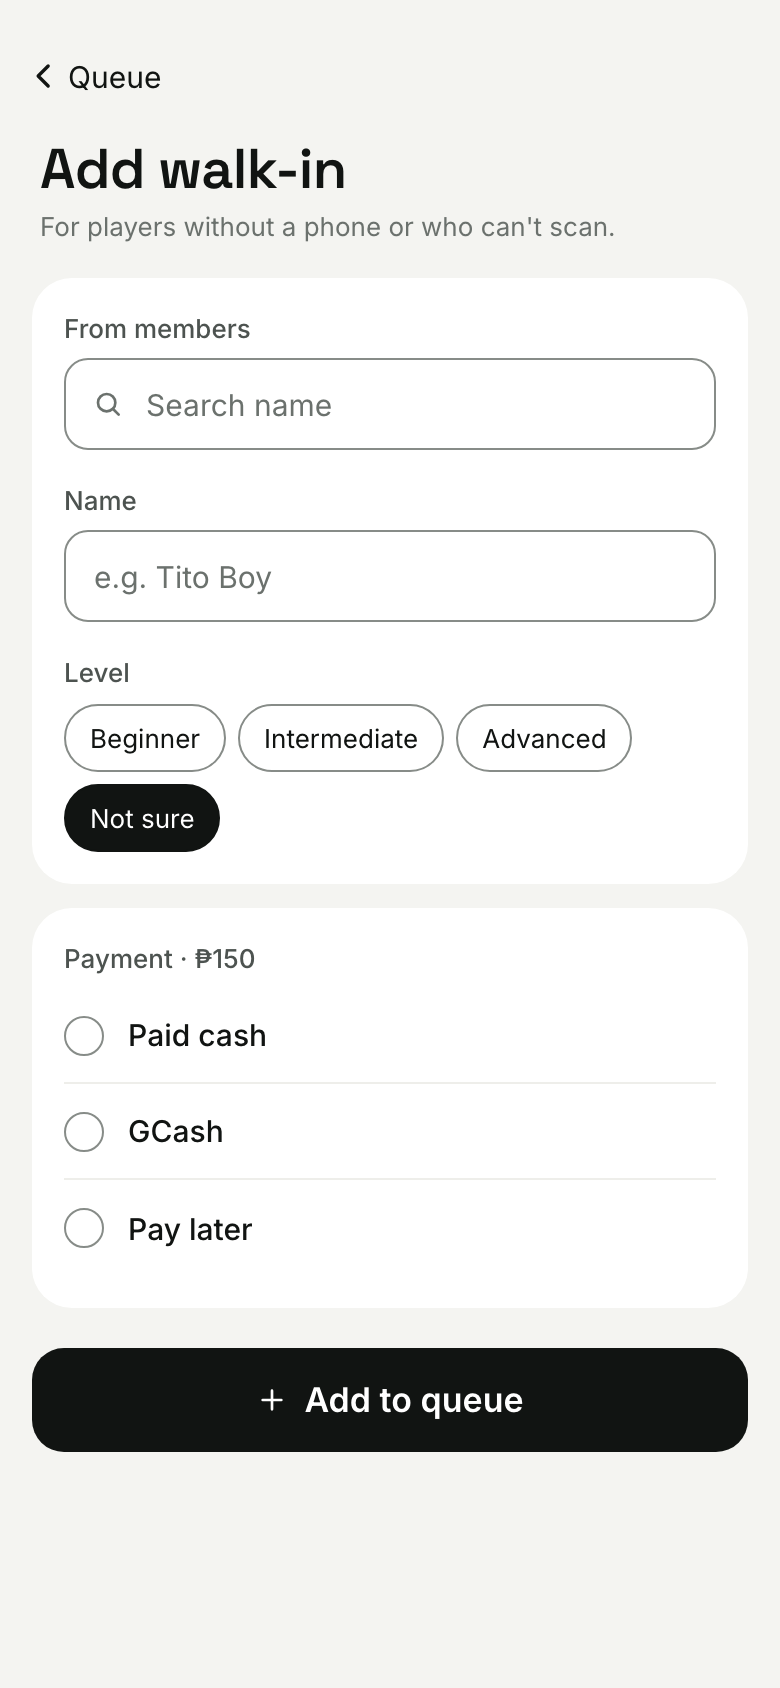 Queue
Add walk-in
For players without a phone or who can't scan.
From members
Search name
Name
e.g. Tito Boy
Level
Beginner Intermediate Advanced
Not sure
Payment · ₱150
Paid cash
GCash
Pay later
+ Add to queue